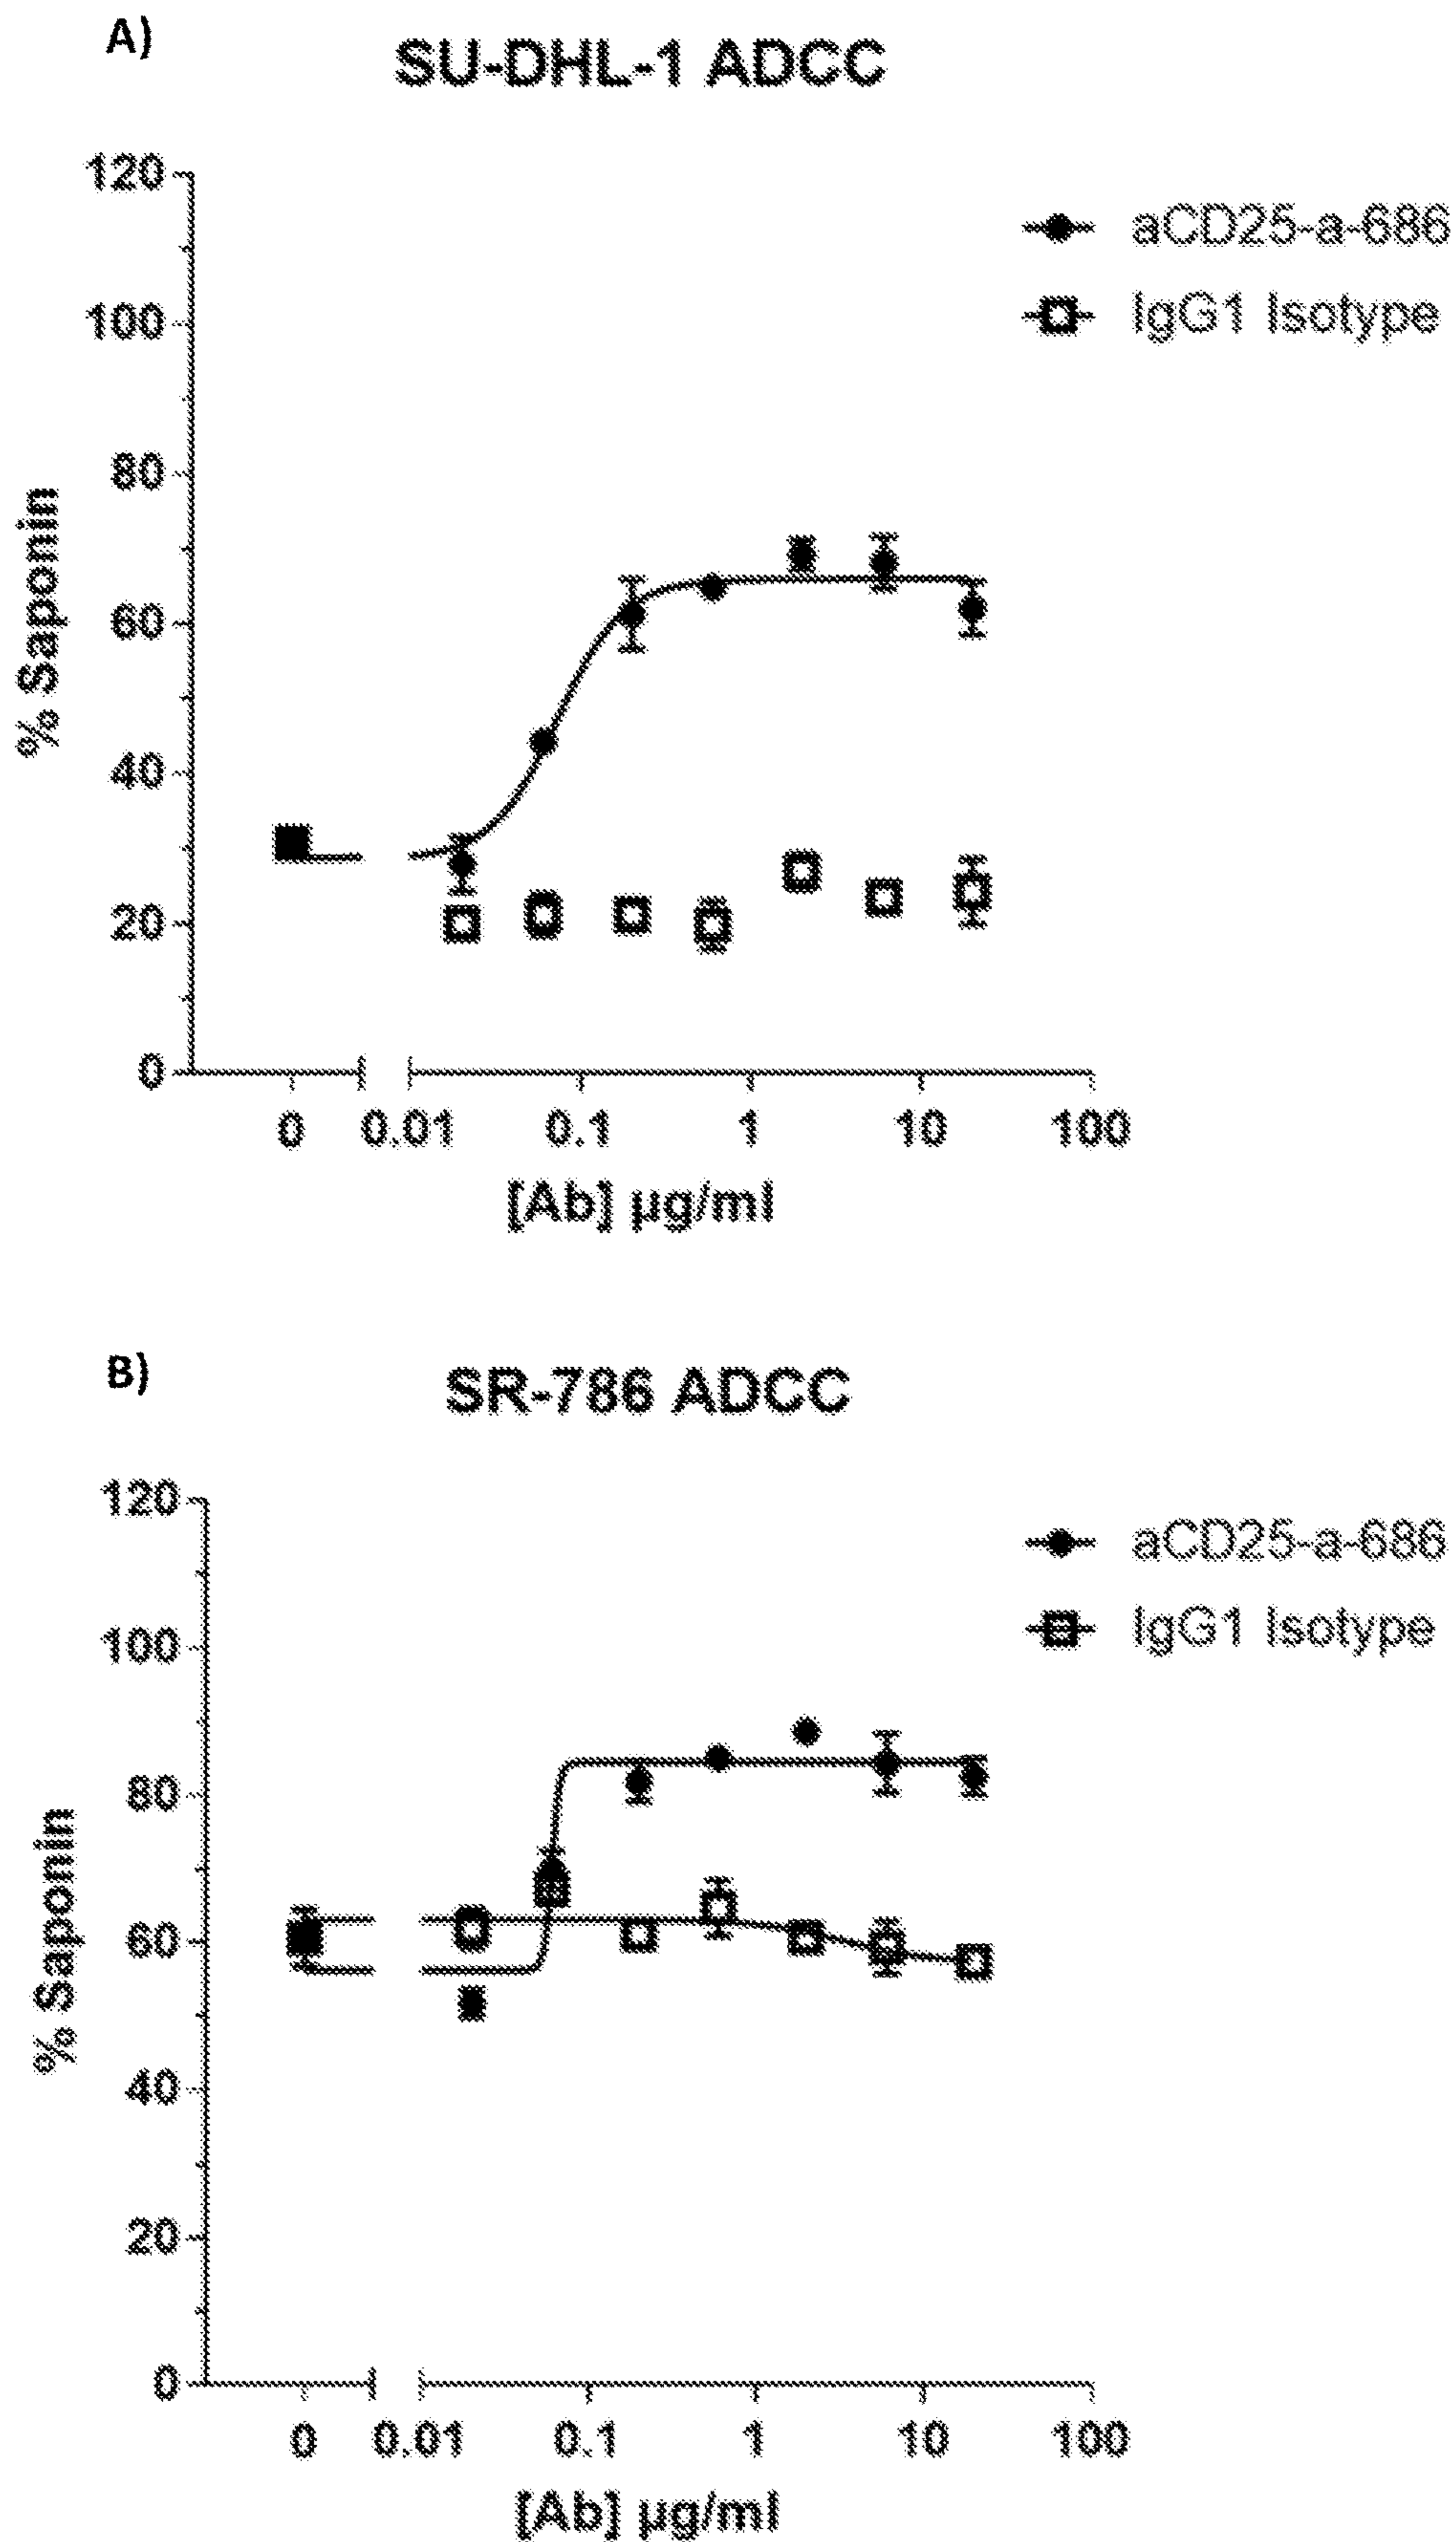 A)
SU-DHL-1 ADCC
120
100
80
60
40
20
0
% Saponin
aCD25-a-686
IgG1 Isotype
0 0.01 0.1 1 10 100
[Ab] µg/ml
B)
SR-786 ADCC
120
100
80
60
40
20
0
% Saponin
aCD25-a-686
IgG1 Isotype
0 0.01 0.1 1 10 100
[Ab] µg/ml